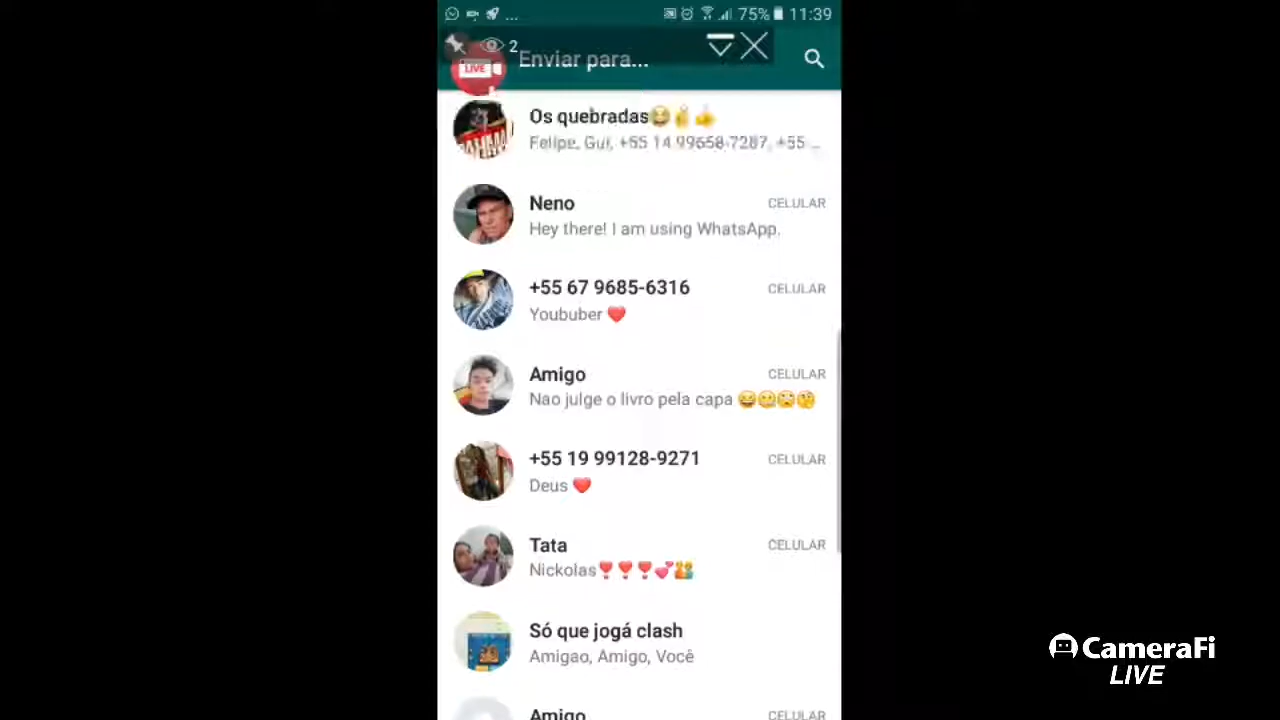 ... 75% 11:39
2
LIVE Enviar para...
Os quebradas😂✌👍
Felipe, Gui, +55 14 99658-7287, +55 ...
Neno CELULAR
Hey there! I am using WhatsApp.
+55 67 9685-6316 CELULAR
Yoububer ❤
Amigo CELULAR
Nao julge o livro pela capa 😂😬🙄🤔
+55 19 99128-9271 CELULAR
Deus ❤
Tata CELULAR
Nickolas❣❣❣💞👫
Só que jogá clash
Amigao, Amigo, Você
Amigo CELULAR
CameraFi
LIVE